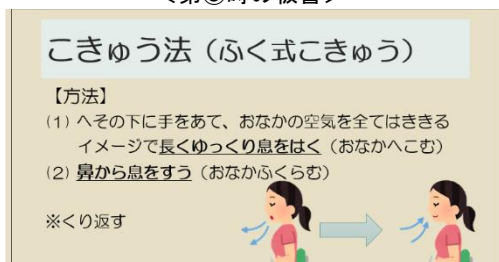 こきゅう法（ふく式こきゅう）
【方法】
(1) へその下に手をあて、おなかの空気を全てはききる
イメージで長くゆっくり息をはく（おなかへこむ）
(2) 鼻から息をすう（おなかふくらむ）
※くり返す